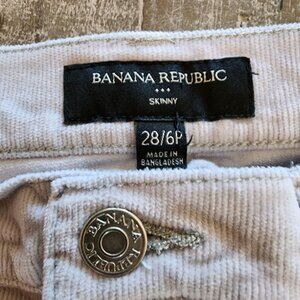 BANANA REPUBLIC
SKINNY
28/6P
MADE IN
BANGLADESH
BANANA REPUBLIC